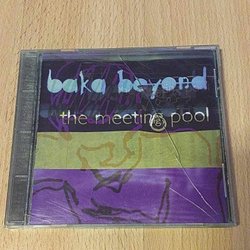 baka beyond
the meeting pool